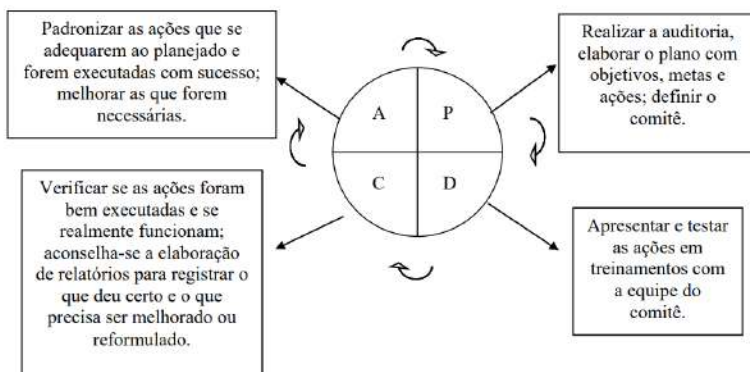 Padronizar as ações que se
adequarem ao planejado e
forem executadas com sucesso;
melhorar as que forem
necessárias.
Realizar a auditoria,
elaborar o plano com
objetivos, metas e
ações; definir o
comitê.
A
P
C
D
Verificar se as ações foram
bem executadas e se
realmente funcionam;
aconselha-se a elaboração
de relatórios para registrar o
que deu certo e o que
precisa ser melhorado ou
reformulado.
Apresentar e testar
as ações em
treinamentos com
a equipe do
comitê.